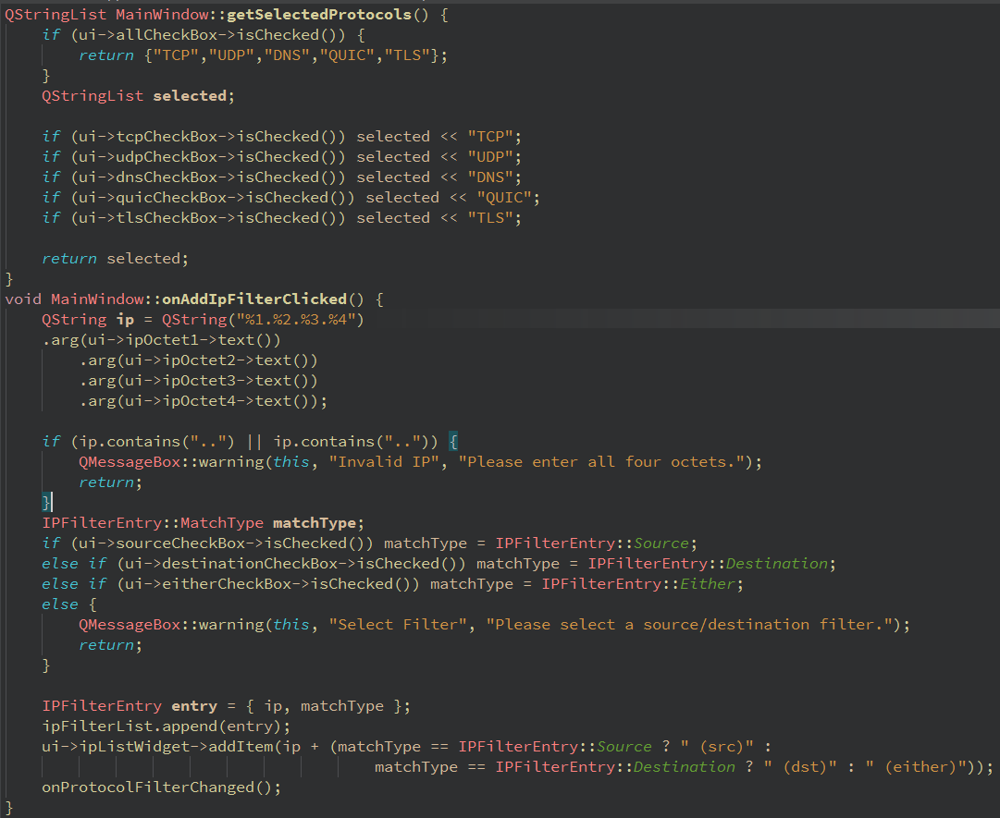 QStringList MainWindow::getSelectedProtocols() {
    if (ui->allCheckBox->isChecked()) {
        return {"TCP","UDP","DNS","QUIC","TLS"};
    }
    QStringList selected;

    if (ui->tcpCheckBox->isChecked()) selected << "TCP";
    if (ui->udpCheckBox->isChecked()) selected << "UDP";
    if (ui->dnsCheckBox->isChecked()) selected << "DNS";
    if (ui->quicCheckBox->isChecked()) selected << "QUIC";
    if (ui->tlsCheckBox->isChecked()) selected << "TLS";

    return selected;
}
void MainWindow::onAddIpFilterClicked() {
    QString ip = QString("%1.%2.%3.%4")
    .arg(ui->ipOctet1->text())
        .arg(ui->ipOctet2->text())
        .arg(ui->ipOctet3->text())
        .arg(ui->ipOctet4->text());

    if (ip.contains("..") || ip.contains("..")) {
        QMessageBox::warning(this, "Invalid IP", "Please enter all four octets.");
        return;
    }
    IPFilterEntry::MatchType matchType;
    if (ui->sourceCheckBox->isChecked()) matchType = IPFilterEntry::Source;
    else if (ui->destinationCheckBox->isChecked()) matchType = IPFilterEntry::Destination;
    else if (ui->eitherCheckBox->isChecked()) matchType = IPFilterEntry::Either;
    else {
        QMessageBox::warning(this, "Select Filter", "Please select a source/destination filter.");
        return;
    }

    IPFilterEntry entry = { ip, matchType };
    ipFilterList.append(entry);
    ui->ipListWidget->addItem(ip + (matchType == IPFilterEntry::Source ? " (src)" :
                                        matchType == IPFilterEntry::Destination ? " (dst)" : " (either)"));
    onProtocolFilterChanged();
}